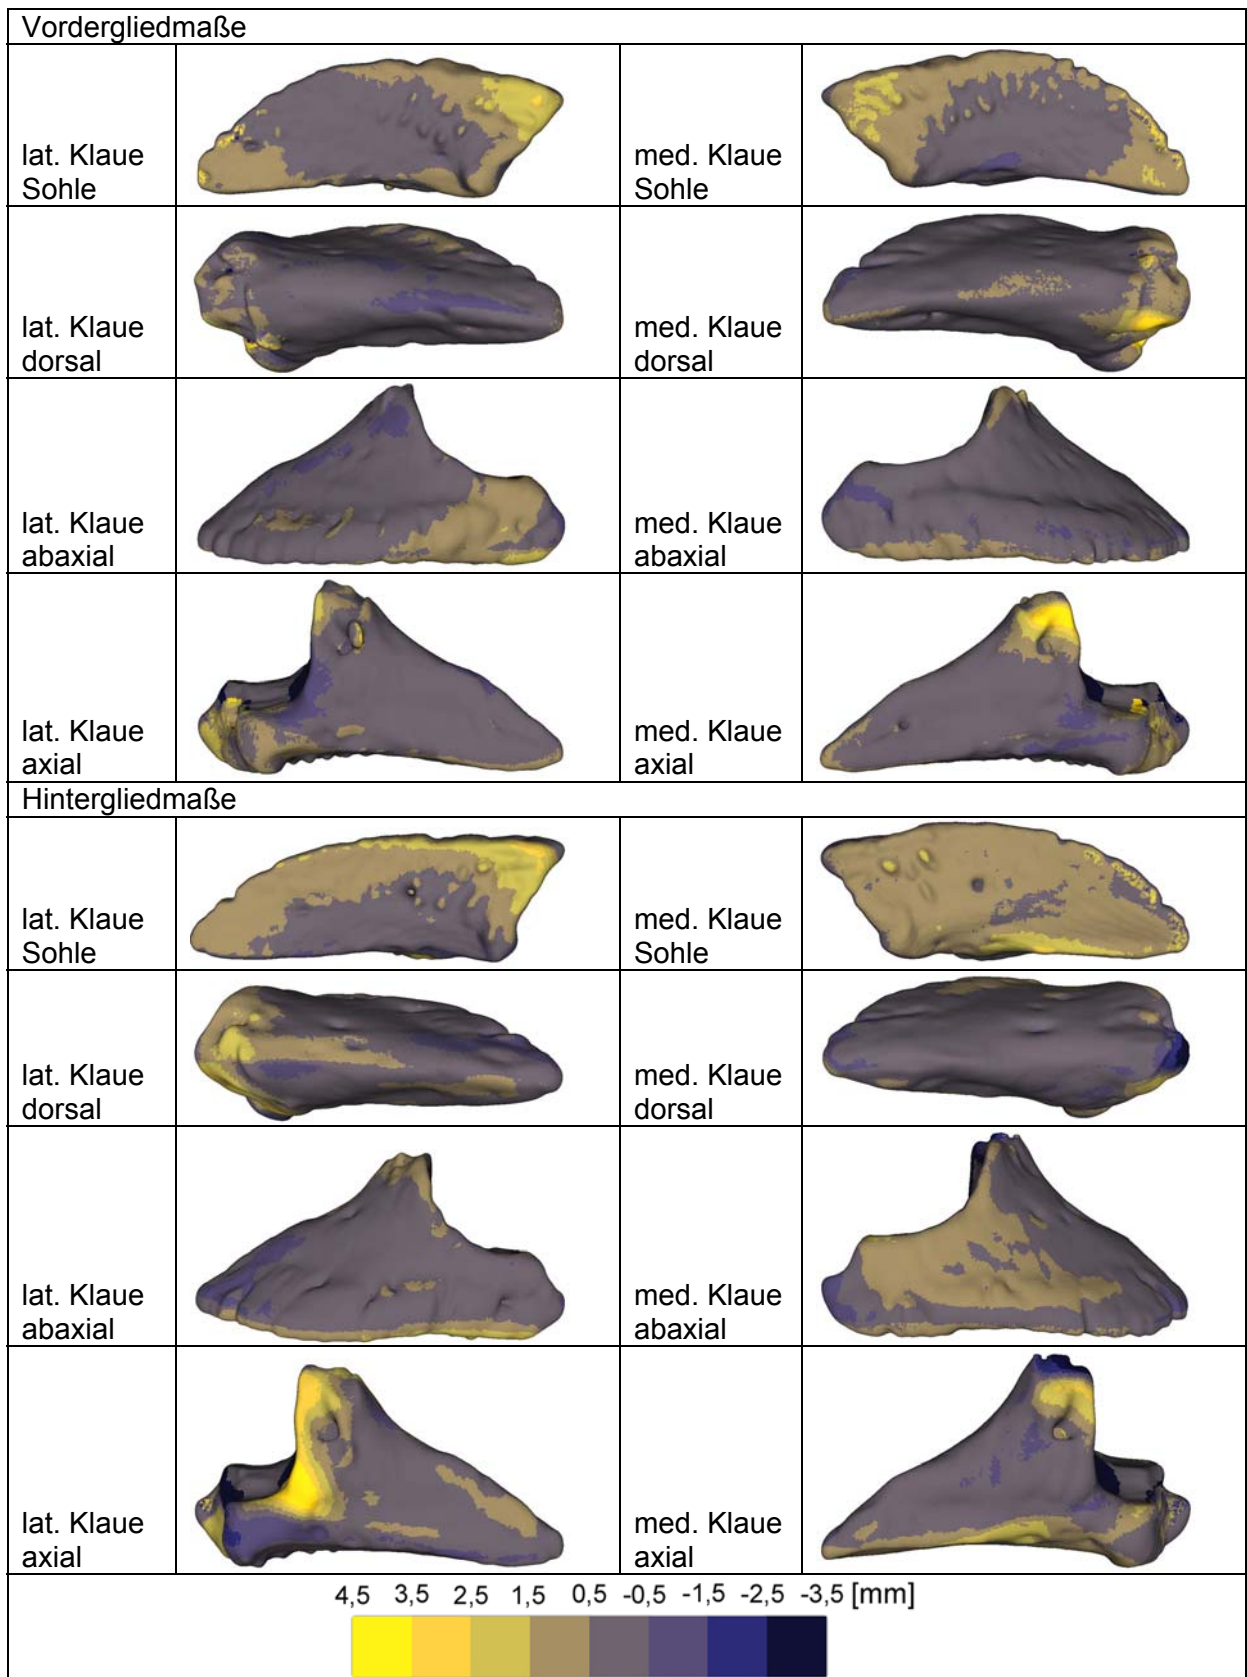 Vordergliedmaße
lat. Klaue
Sohle
med. Klaue
Sohle
lat. Klaue
dorsal
med. Klaue
dorsal
lat. Klaue
abaxial
med. Klaue
abaxial
lat. Klaue
axial
med. Klaue
axial
Hintergliedmaße
lat. Klaue
Sohle
med. Klaue
Sohle
lat. Klaue
dorsal
med. Klaue
dorsal
lat. Klaue
abaxial
med. Klaue
abaxial
lat. Klaue
axial
med. Klaue
axial
4,5 3,5 2,5 1,5 0,5 -0,5 -1,5 -2,5 -3,5 [mm]